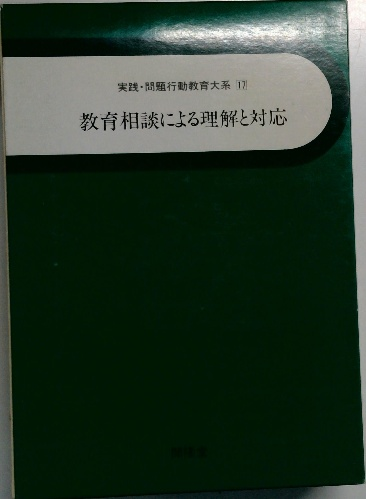 実践・問題行動教育大系 17
教育相談による理解と対応